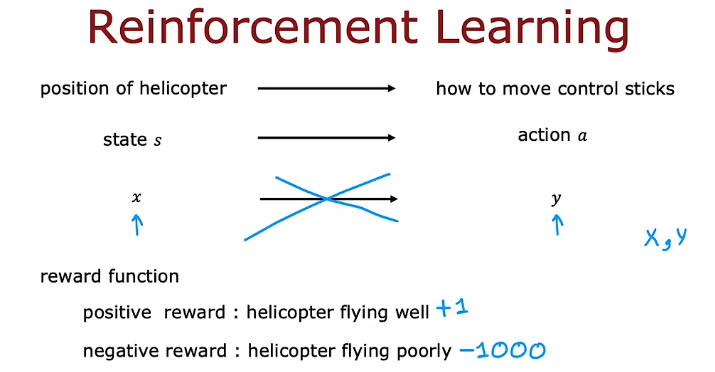 Reinforcement Learning
position of helicopter how to move control sticks
state s action a
x y
X, Y
reward function
positive reward : helicopter flying well +1
negative reward : helicopter flying poorly -1000